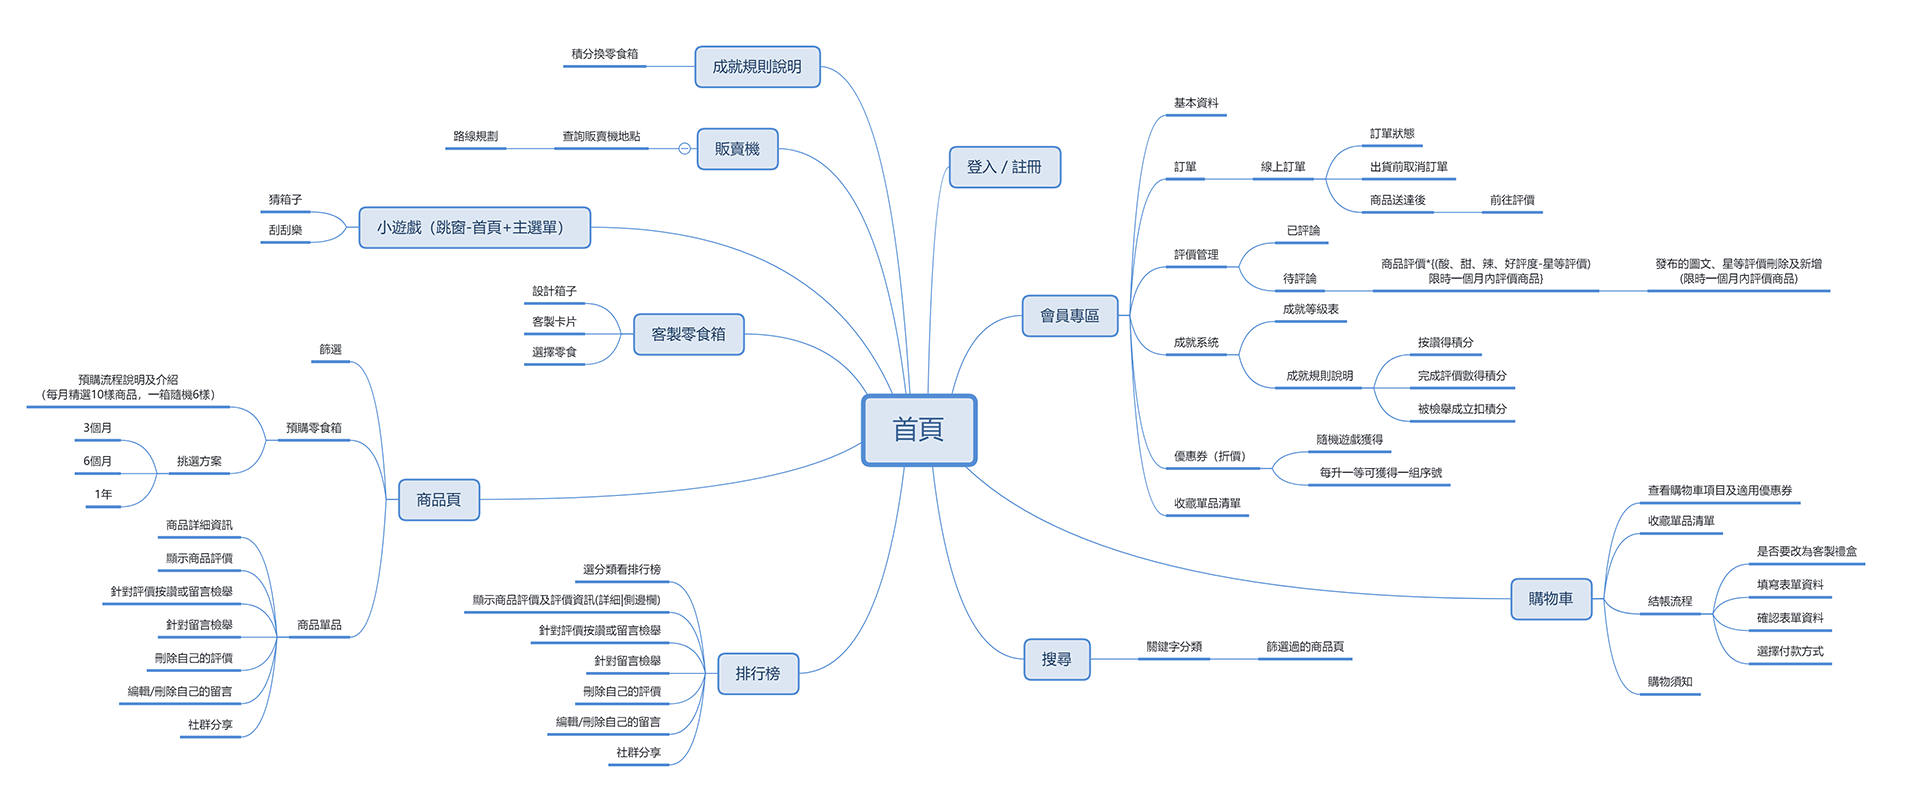 首頁
成就規則說明
積分換零食箱
販賣機
查詢販賣機地點
路線規劃
小遊戲（跳窗-首頁+主選單）
猜箱子
刮刮樂
客製零食箱
設計箱子
客製卡片
選擇零食
商品頁
篩選
預購零食箱
預購流程說明及介紹
（每月精選10樣商品，一箱隨機6樣）
挑選方案
3個月
6個月
1年
商品單品
商品詳細資訊
顯示商品評價
針對評價按讚或留言檢舉
針對留言檢舉
刪除自己的評價
編輯/刪除自己的留言
社群分享
排行榜
選分類看排行榜
顯示商品評價及評價資訊(詳細|側邊欄)
針對評價按讚或留言檢舉
針對留言檢舉
刪除自己的評價
編輯/刪除自己的留言
社群分享
登入 / 註冊
會員專區
基本資料
訂單
線上訂單
訂單狀態
出貨前取消訂單
商品送達後
前往評價
評價管理
已評論
待評論
商品評價*{(酸、甜、辣、好評度-星等評價)
限時一個月內評價商品}
發布的圖文、星等評價刪除及新增
(限時一個月內評價商品)
成就系統
成就等級表
成就規則說明
按讚得積分
完成評價數得積分
被檢舉成立扣積分
優惠券（折價）
隨機遊戲獲得
每升一等可獲得一組序號
收藏單品清單
購物車
查看購物車項目及適用優惠券
收藏單品清單
結帳流程
是否要改為客製禮盒
填寫表單資料
確認表單資料
選擇付款方式
購物須知
搜尋
關鍵字分類
篩選過的商品頁